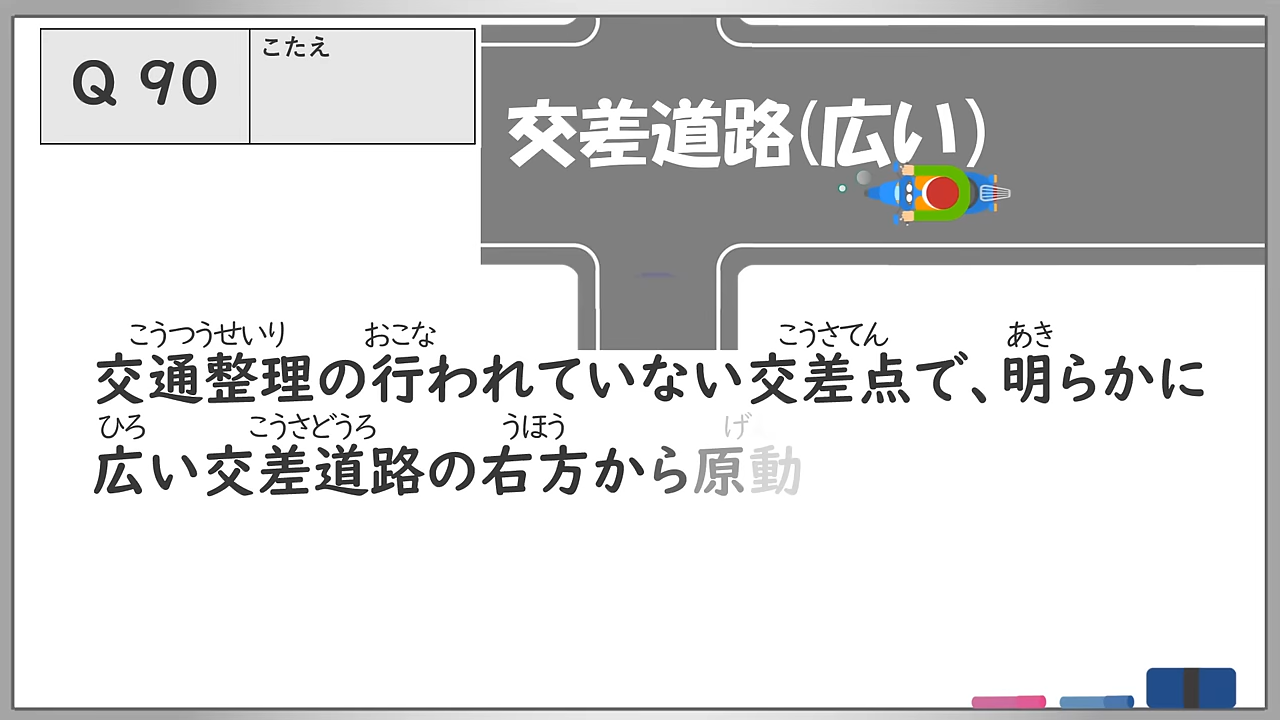 Q 90
こたえ
交差道路(広い)
こうつうせいり おこな こうさてん あき
交通整理の行われていない交差点で、明らかに
ひろ こうさどうろ うほう げ
広い交差道路の右方から原動